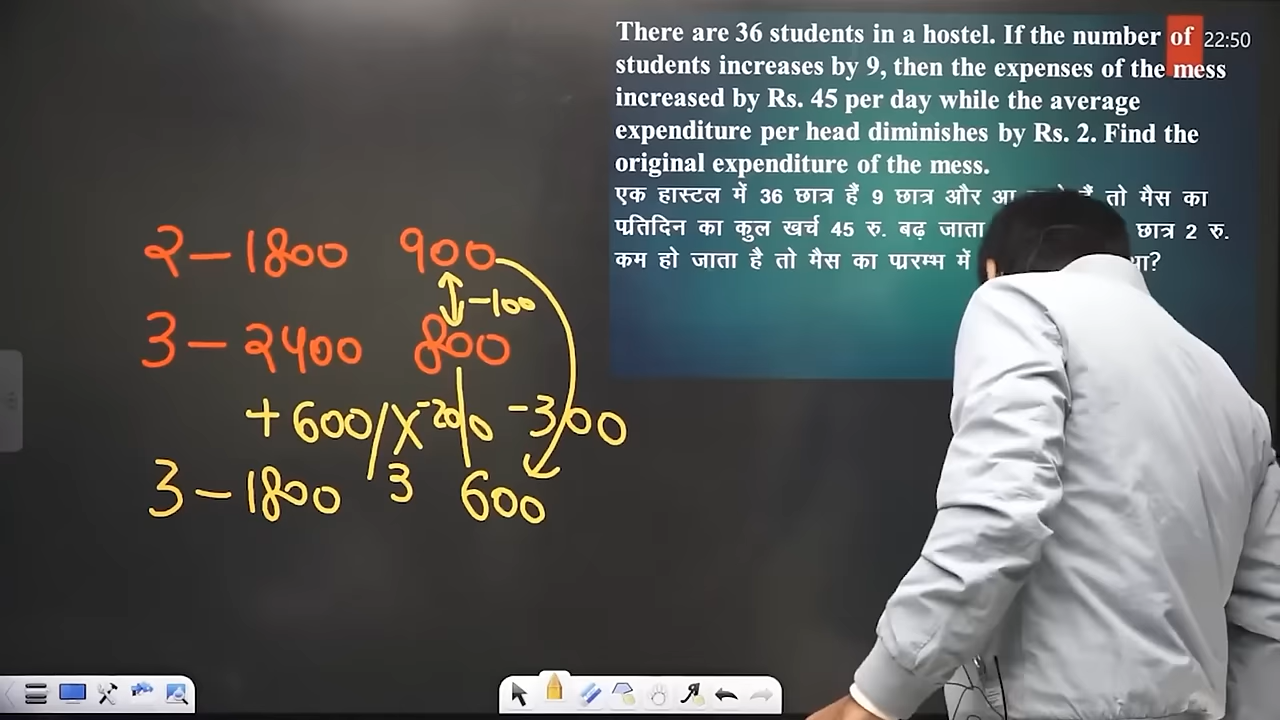 There are 36 students in a hostel. If the number of
22:50
students increases by 9, then the expenses of the mess
increased by Rs. 45 per day while the average
expenditure per head diminishes by Rs. 2. Find the
original expenditure of the mess.
एक हास्टल में 36 छात्र हैं 9 छात्र और आ हैं तो मैस का
प्रतिदिन का कुल खर्च 45 रु. बढ़ जाता छात्र 2 रु.
कम हो जाता है तो मैस का प्रारम्भ में
2 - 1800 900
-100
3 - 2400 800
+ 600/X -200 -300
3 - 1800 3 600